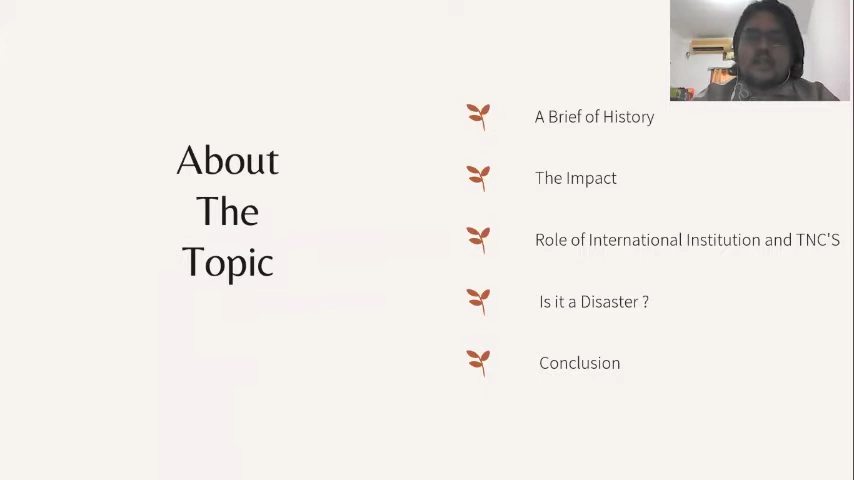 About
The
Topic
A Brief of History
The Impact
Role of International Institution and TNC'S
Is it a Disaster ?
Conclusion